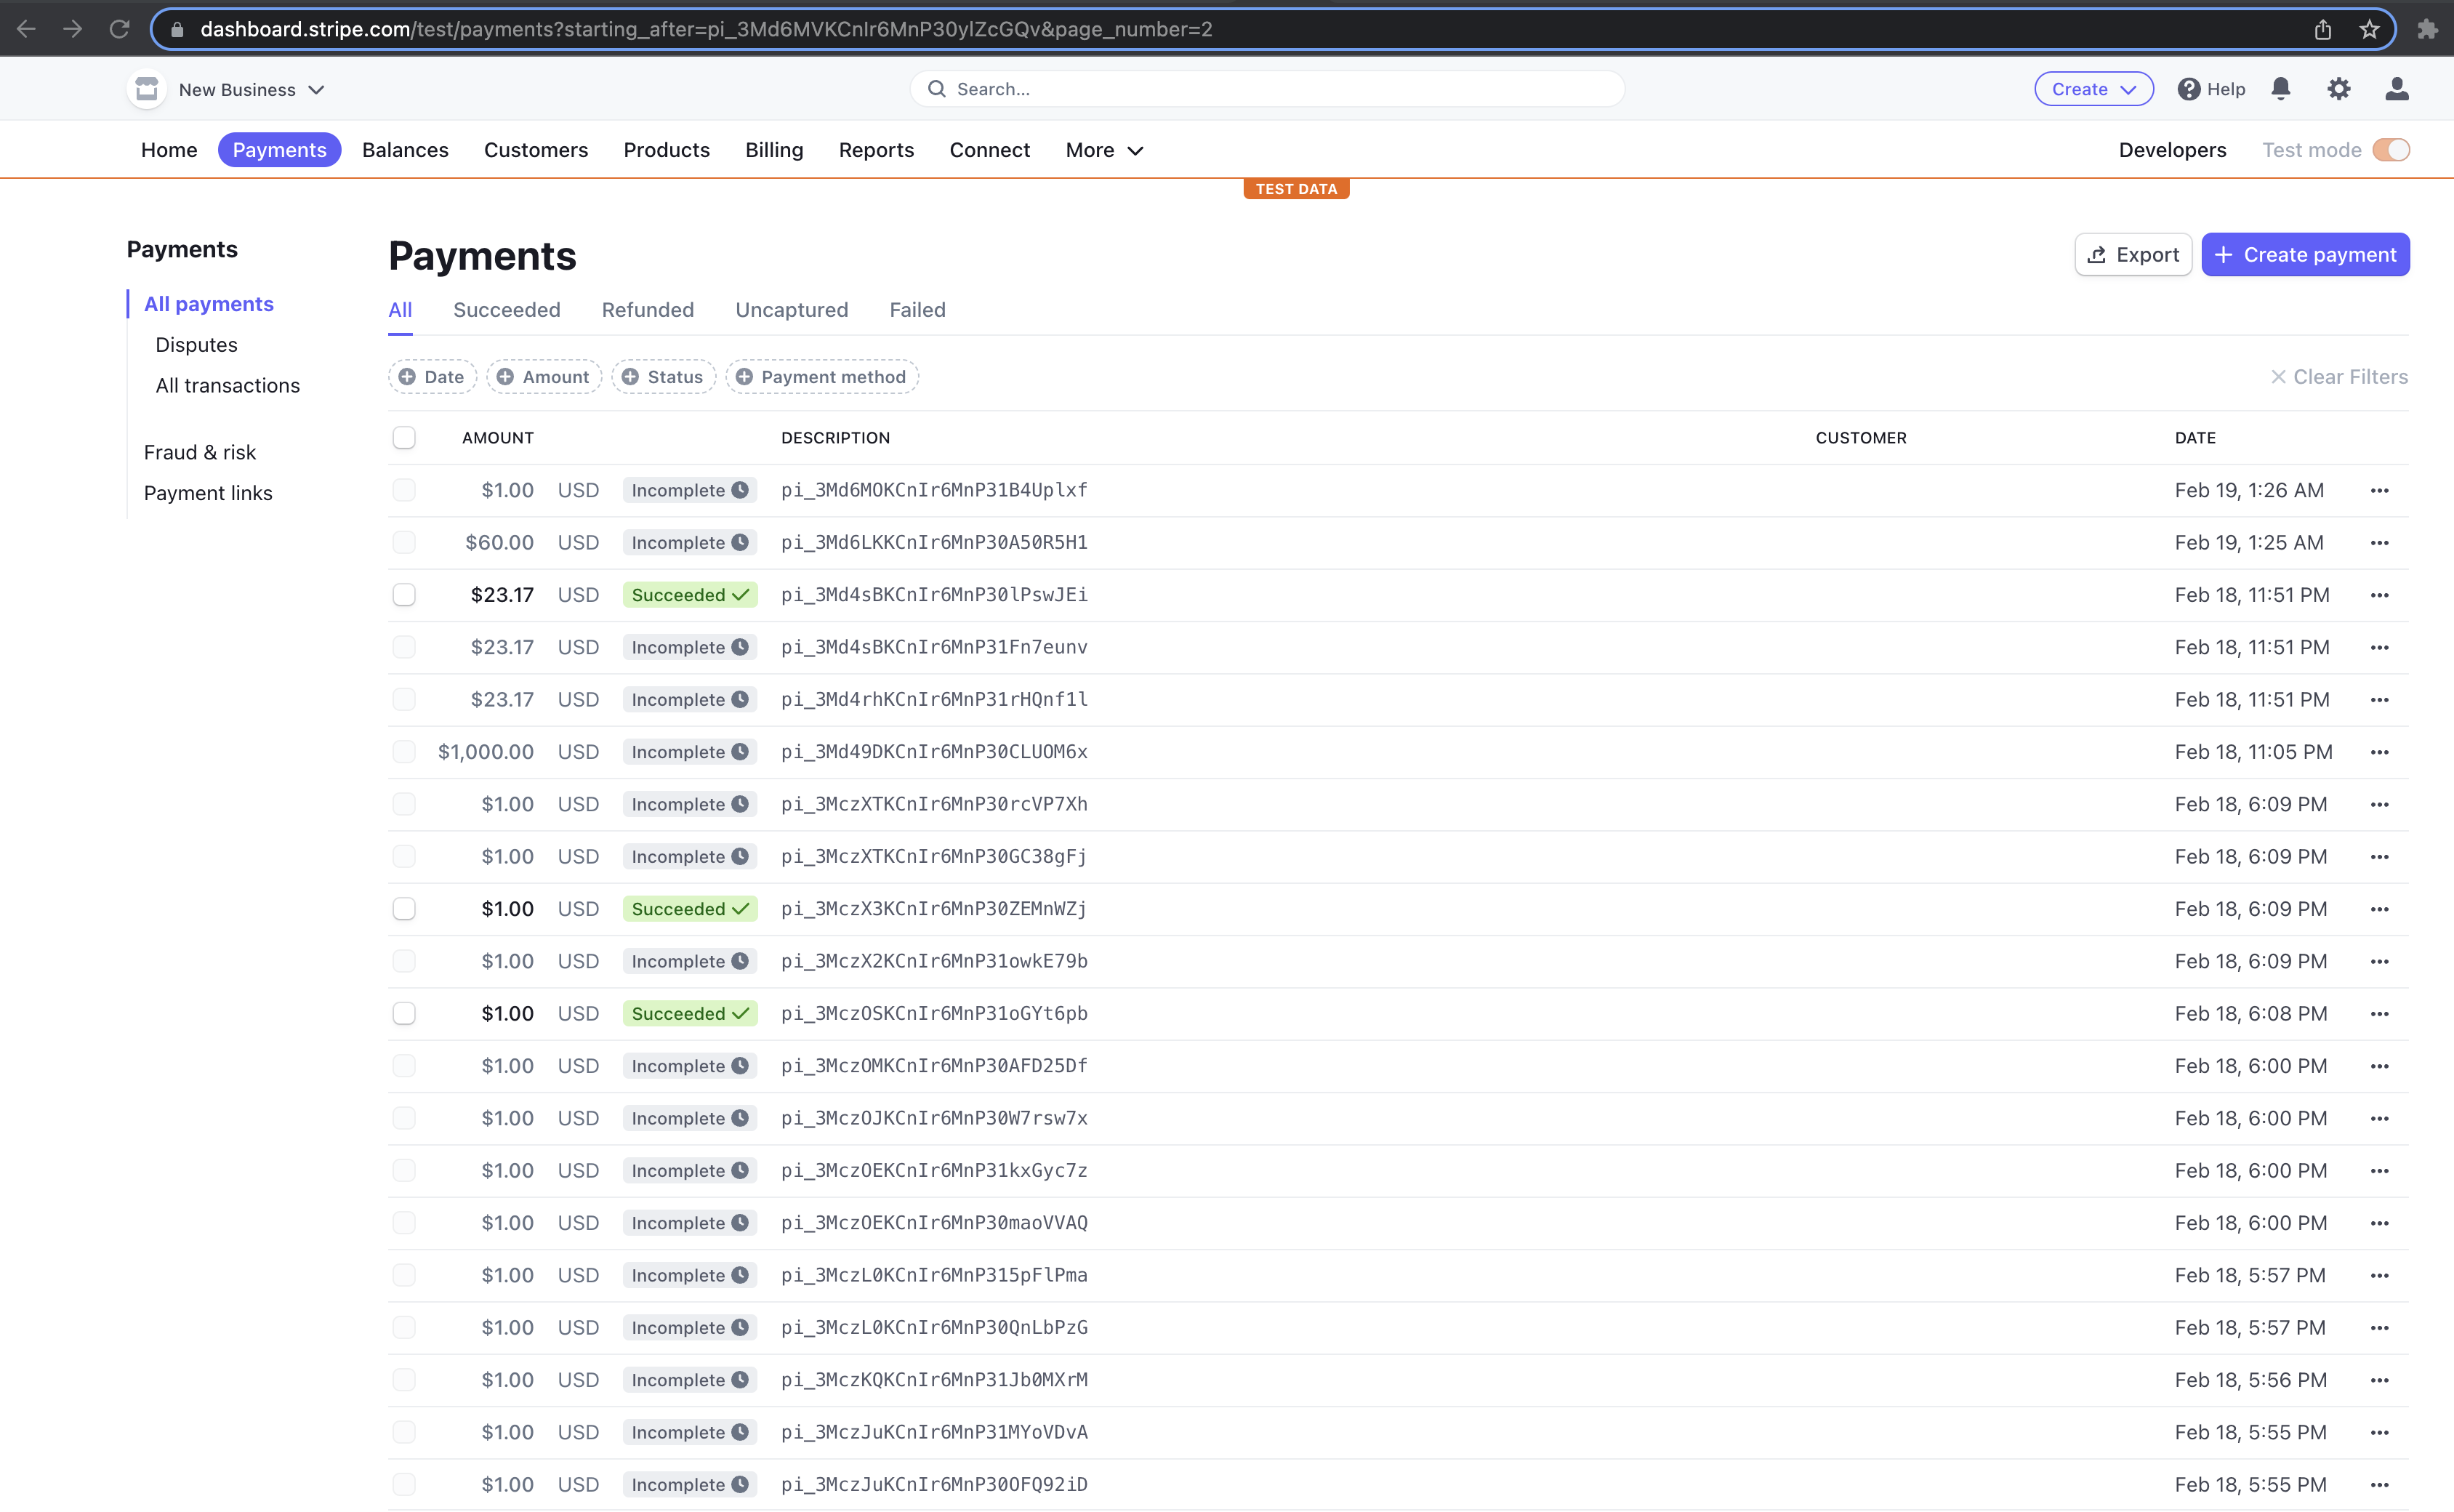 dashboard.stripe.com/test/payments?starting_after=pi_3Md6MVKCnIr6MnP30ylZcGQv&page_number=2
New Business
Search...
Create
Help
Home Payments Balances Customers Products Billing Reports Connect More
Developers Test mode
TEST DATA
Payments
All payments
Disputes
All transactions
Fraud & risk
Payment links
Payments
Export
Create payment
All Succeeded Refunded Uncaptured Failed
Date Amount Status Payment method
Clear Filters
AMOUNT DESCRIPTION CUSTOMER DATE
$1.00 USD Incomplete pi_3Md6MOKCnIr6MnP31B4Uplxf Feb 19, 1:26 AM
$60.00 USD Incomplete pi_3Md6LKKCnIr6MnP30A50R5H1 Feb 19, 1:25 AM
$23.17 USD Succeeded pi_3Md4sBKCnIr6MnP30lPswJEi Feb 18, 11:51 PM
$23.17 USD Incomplete pi_3Md4sBKCnIr6MnP31Fn7eunv Feb 18, 11:51 PM
$23.17 USD Incomplete pi_3Md4rhKCnIr6MnP31rHQnf1l Feb 18, 11:51 PM
$1,000.00 USD Incomplete pi_3Md49DKCnIr6MnP30CLUOM6x Feb 18, 11:05 PM
$1.00 USD Incomplete pi_3MczXTKCnIr6MnP30rcVP7Xh Feb 18, 6:09 PM
$1.00 USD Incomplete pi_3MczXTKCnIr6MnP30GC38gFj Feb 18, 6:09 PM
$1.00 USD Succeeded pi_3MczX3KCnIr6MnP30ZEMnWZj Feb 18, 6:09 PM
$1.00 USD Incomplete pi_3MczX2KCnIr6MnP31owkE79b Feb 18, 6:09 PM
$1.00 USD Succeeded pi_3MczOSKCnIr6MnP31oGYt6pb Feb 18, 6:08 PM
$1.00 USD Incomplete pi_3MczOMKCnIr6MnP30AFD25Df Feb 18, 6:00 PM
$1.00 USD Incomplete pi_3MczOJKCnIr6MnP30W7rsw7x Feb 18, 6:00 PM
$1.00 USD Incomplete pi_3MczOEKCnIr6MnP31kxGyc7z Feb 18, 6:00 PM
$1.00 USD Incomplete pi_3MczOEKCnIr6MnP30maoVVAQ Feb 18, 6:00 PM
$1.00 USD Incomplete pi_3MczL0KCnIr6MnP315pFlPma Feb 18, 5:57 PM
$1.00 USD Incomplete pi_3MczL0KCnIr6MnP30QnLbPzG Feb 18, 5:57 PM
$1.00 USD Incomplete pi_3MczKQKCnIr6MnP31Jb0MXrM Feb 18, 5:56 PM
$1.00 USD Incomplete pi_3MczJuKCnIr6MnP31MYoVDvA Feb 18, 5:55 PM
$1.00 USD Incomplete pi_3MczJuKCnIr6MnP30OFQ92iD Feb 18, 5:55 PM